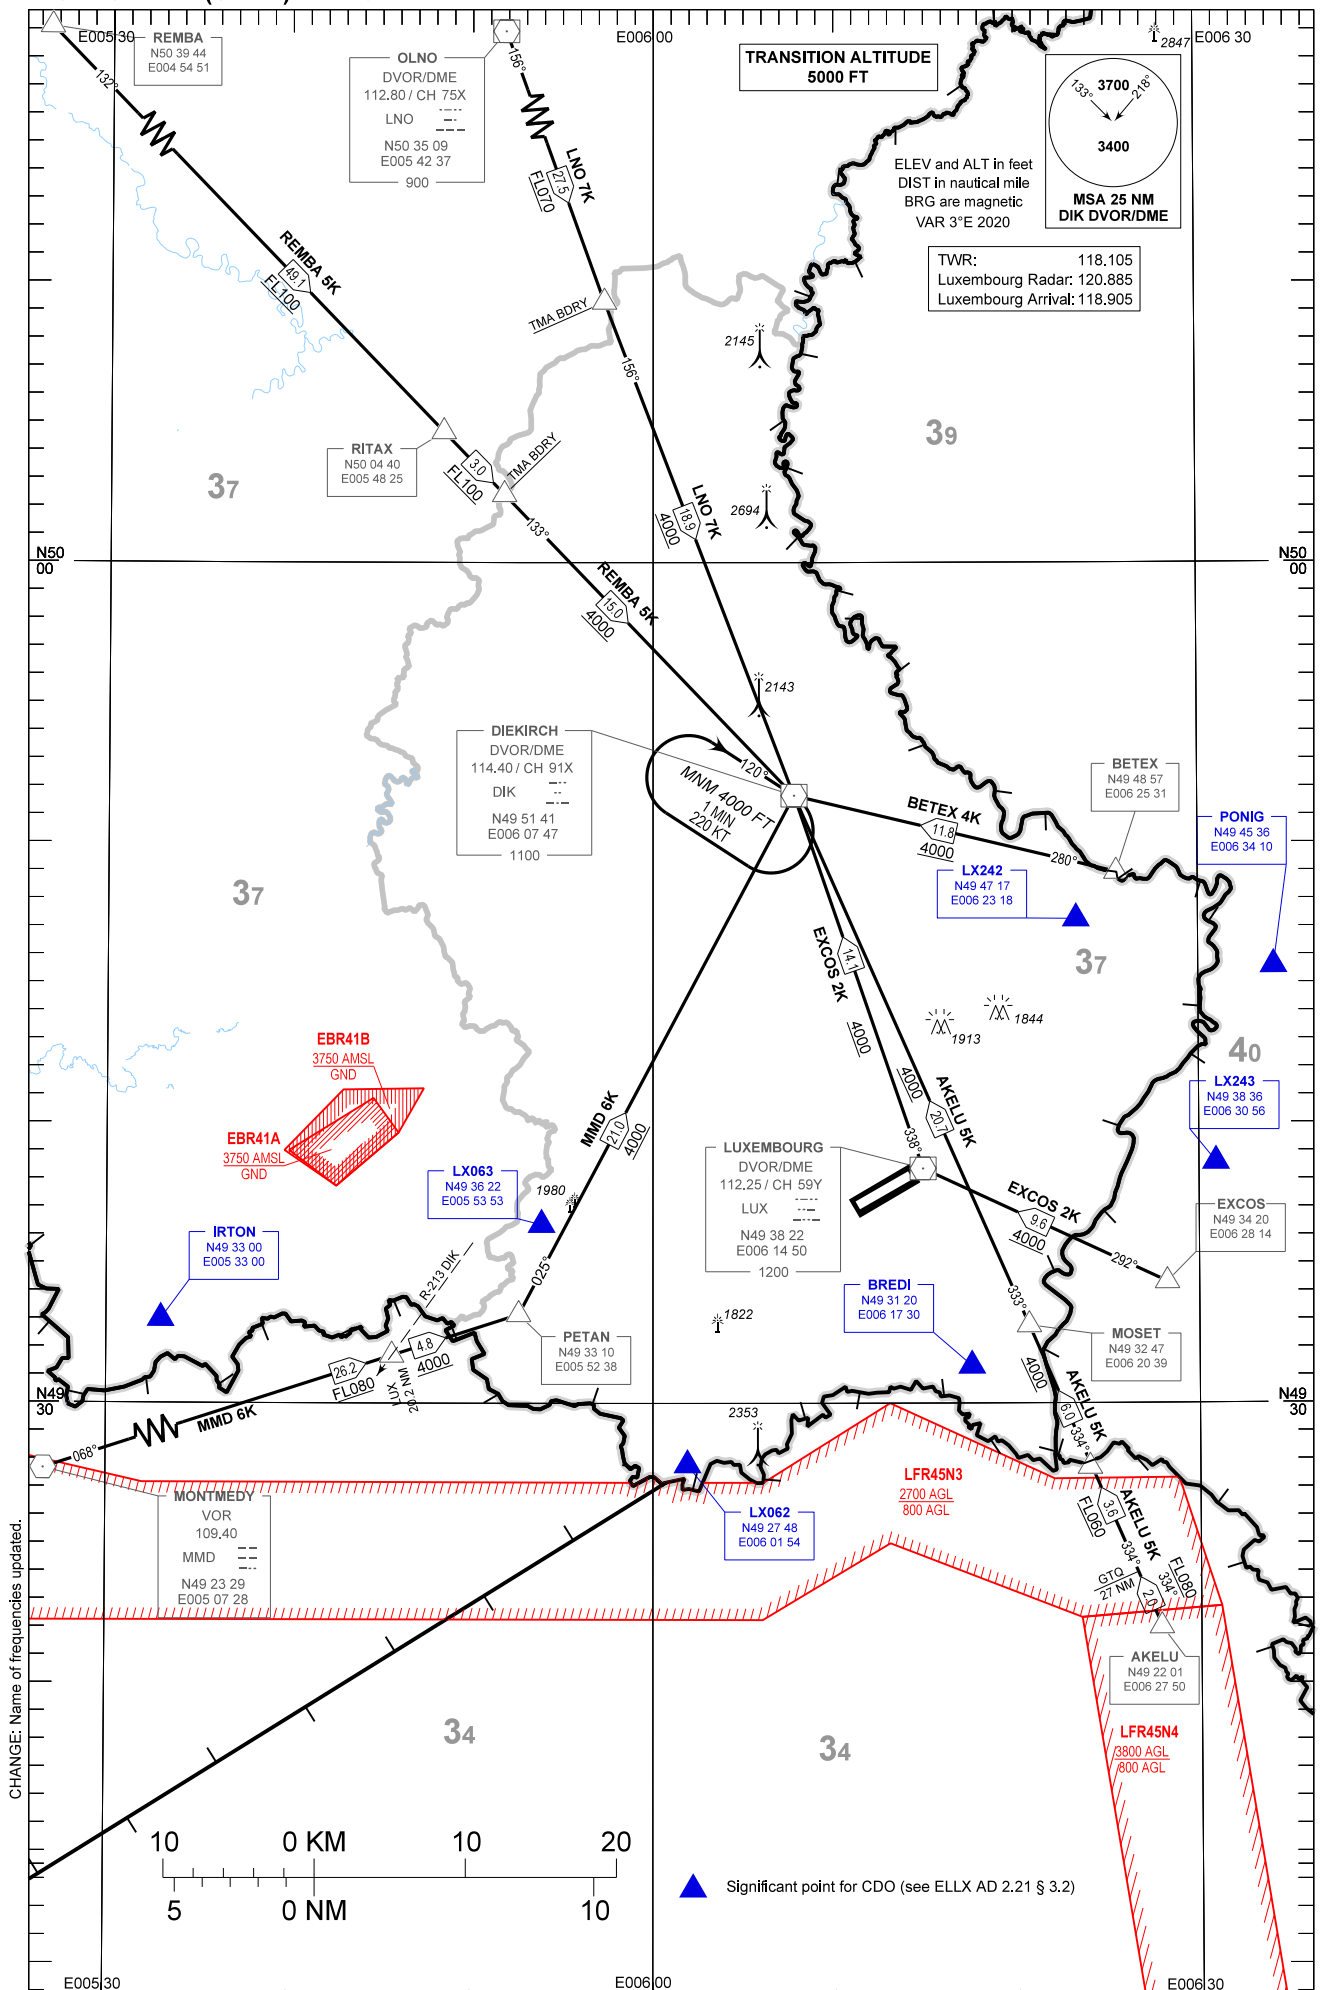 E005 30
E006 00
E006 30
REMBA
N50 39 44
E004 54 51
OLNO
DVOR/DME
112.80 / CH 75X
LNO
N50 35 09
E005 42 37
900
TRANSITION ALTITUDE
5000 FT
2847
3700
133°
218°
3400
MSA 25 NM
DIK DVOR/DME
ELEV and ALT in feet
DIST in nautical mile
BRG are magnetic
VAR 3°E 2020
TWR: 118.105
Luxembourg Radar: 120.885
Luxembourg Arrival: 118.905
132°
156°
LNO 7K
27.5
FL070
REMBA 5K
49.1
FL100
TMA BDRY
156°
2145
39
RITAX
N50 04 40
E005 48 25
3.0
FL100
TMA BDRY
37
133°
LNO 7K
18.9
4000
2694
N50
00
N50
00
REMBA 5K
15.0
4000
2143
DIEKIRCH
DVOR/DME
114.40 / CH 91X
DIK
N49 51 41
E006 07 47
1100
120°
MNM 4000 FT
1 MIN
220 KT
BETEX 4K
11.8
4000
280°
BETEX
N49 48 57
E006 25 31
PONIG
N49 45 36
E006 34 10
LX242
N49 47 17
E006 23 18
37
37
EXCOS 2K
14.1
4000
1913
1844
40
EBR41B
3750 AMSL
GND
EBR41A
3750 AMSL
GND
4000
AKELU 5K
20.7
LX243
N49 38 36
E006 30 56
MMD 6K
21.0
4000
338°
LUXEMBOURG
DVOR/DME
112.25 / CH 59Y
LUX
N49 38 22
E006 14 50
1200
LX063
N49 36 22
E005 53 53
1980
EXCOS 2K
9.6
4000
292°
EXCOS
N49 34 20
E006 28 14
IRTON
N49 33 00
E005 33 00
R-213 DIK
025°
BREDI
N49 31 20
E006 17 30
333°
1822
PETAN
N49 33 10
E005 52 38
MOSET
N49 32 47
E006 20 39
4.8
4000
26.2
FL080
LUX
20.2 NM
4000
N49
30
N49
30
AKELU 5K
6.0
334°
MMD 6K
068°
2353
LFR45N3
2700 AGL
800 AGL
MONTMEDY
VOR
109.40
MMD
N49 23 29
E005 07 28
LX062
N49 27 48
E006 01 54
AKELU 5K
3.6
FL060
334°
FL080
334°
GTQ
27 NM
2.0
AKELU
N49 22 01
E006 27 50
LFR45N4
3800 AGL
800 AGL
34
34
CHANGE: Name of frequencies updated.
10 0 KM 10 20
5 0 NM 10
Significant point for CDO (see ELLX AD 2.21 § 3.2)
E005 30
E006 00
E006 30